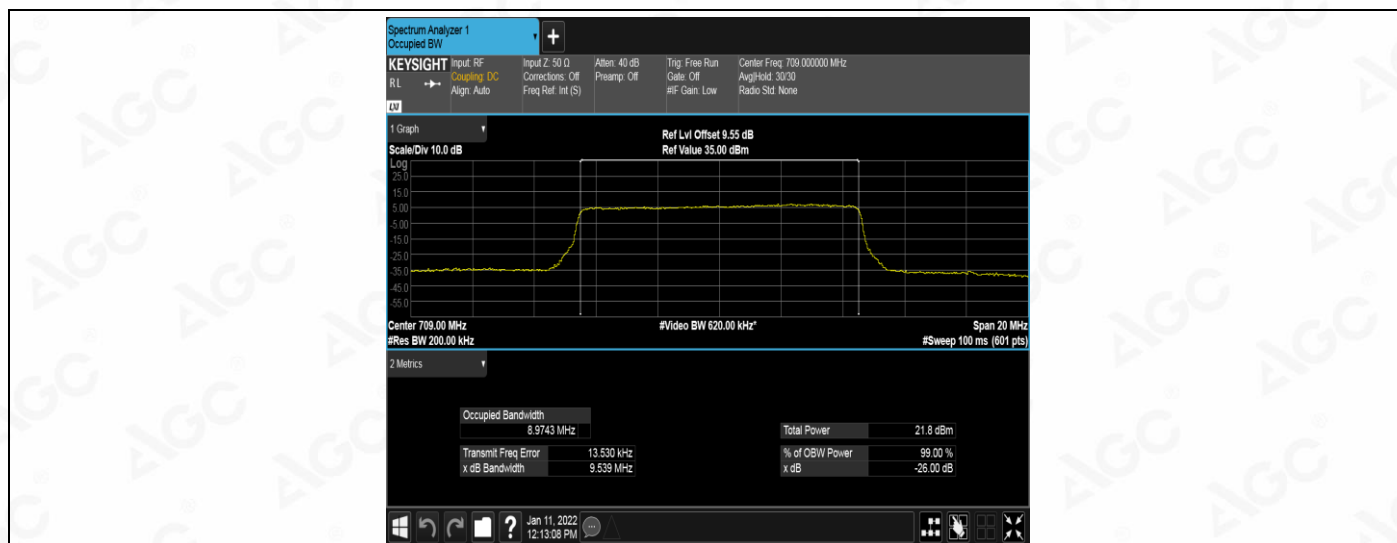 Spectrum Analyzer 1
Occupied BW
KEYSIGHT
RL
LXI
Input: RF
Coupling: DC
Align: Auto
Input Z: 50 Ω
Corrections: Off
Freq Ref: Int (S)
Atten: 40 dB
Preamp: Off
Trig: Free Run
Gate: Off
#IF Gain: Low
Center Freq: 709.000000 MHz
Avg|Hold: 30/30
Radio Std: None
1 Graph
Scale/Div 10.0 dB
Ref Lvl Offset 9.55 dB
Ref Value 35.00 dBm
Log
25.0
15.0
5.00
-5.00
-15.0
-25.0
-35.0
-45.0
-55.0
Center 709.00 MHz
#Res BW 200.00 kHz
#Video BW 620.00 kHz*
Span 20 MHz
#Sweep 100 ms (601 pts)
2 Metrics
Occupied Bandwidth
8.9743 MHz
Transmit Freq Error 13.530 kHz
x dB Bandwidth 9.539 MHz
Total Power 21.8 dBm
% of OBW Power 99.00 %
x dB -26.00 dB
?
Jan 11, 2022
12:13:08 PM
AGC